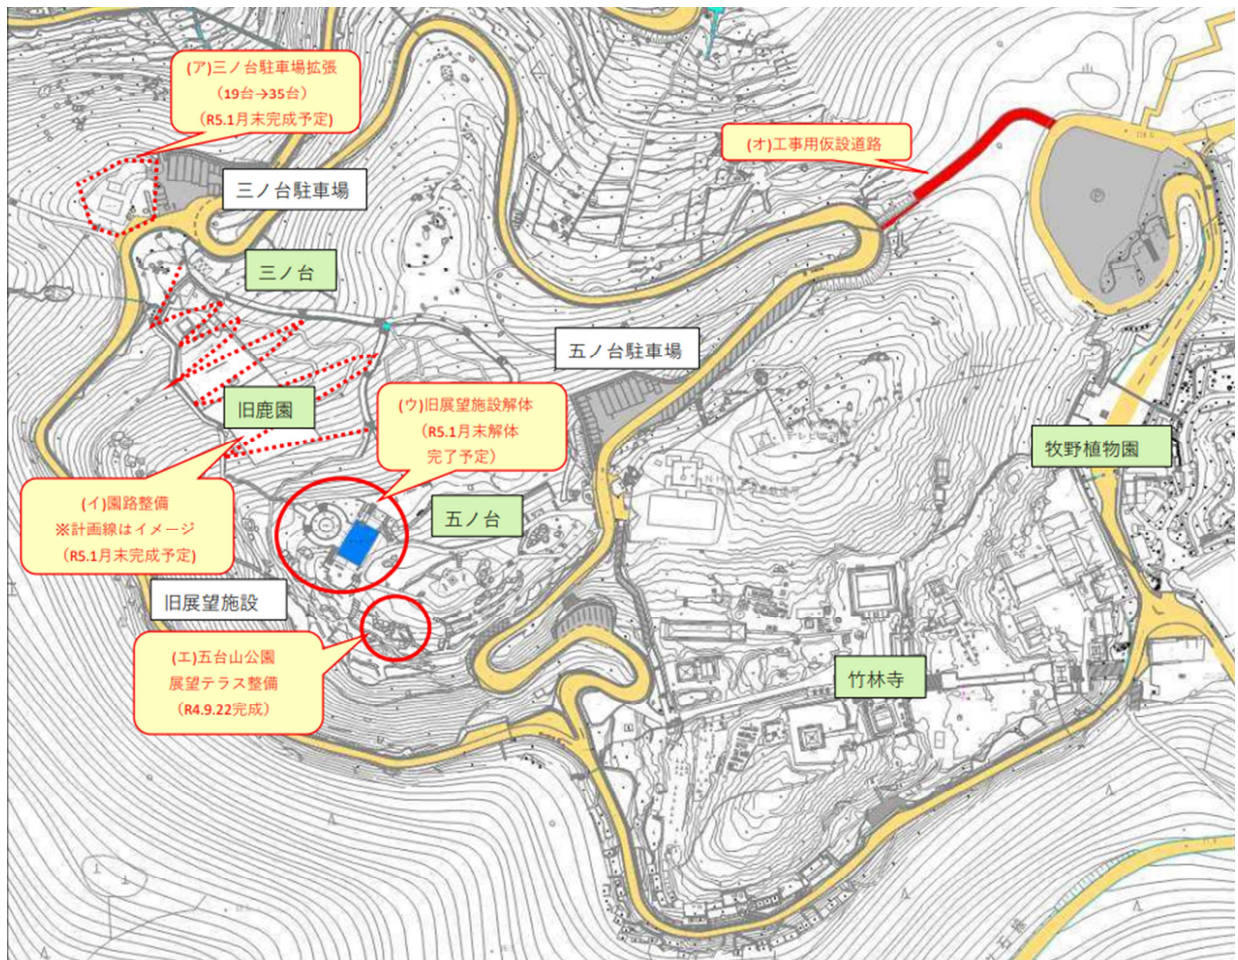 (ア)三ノ台駐車場拡張
(19台→35台)
(R5.1月末完成予定)
(オ)工事用仮設道路
三ノ台駐車場
三ノ台
五ノ台駐車場
旧鹿園
(ウ)旧展望施設解体
(R5.1月末解体
完了予定)
牧野植物園
(イ)園路整備
※計画線はイメージ
(R5.1月末完成予定)
五ノ台
旧展望施設
(エ)五台山公園
展望テラス整備
(R4.9.22完成)
竹林寺